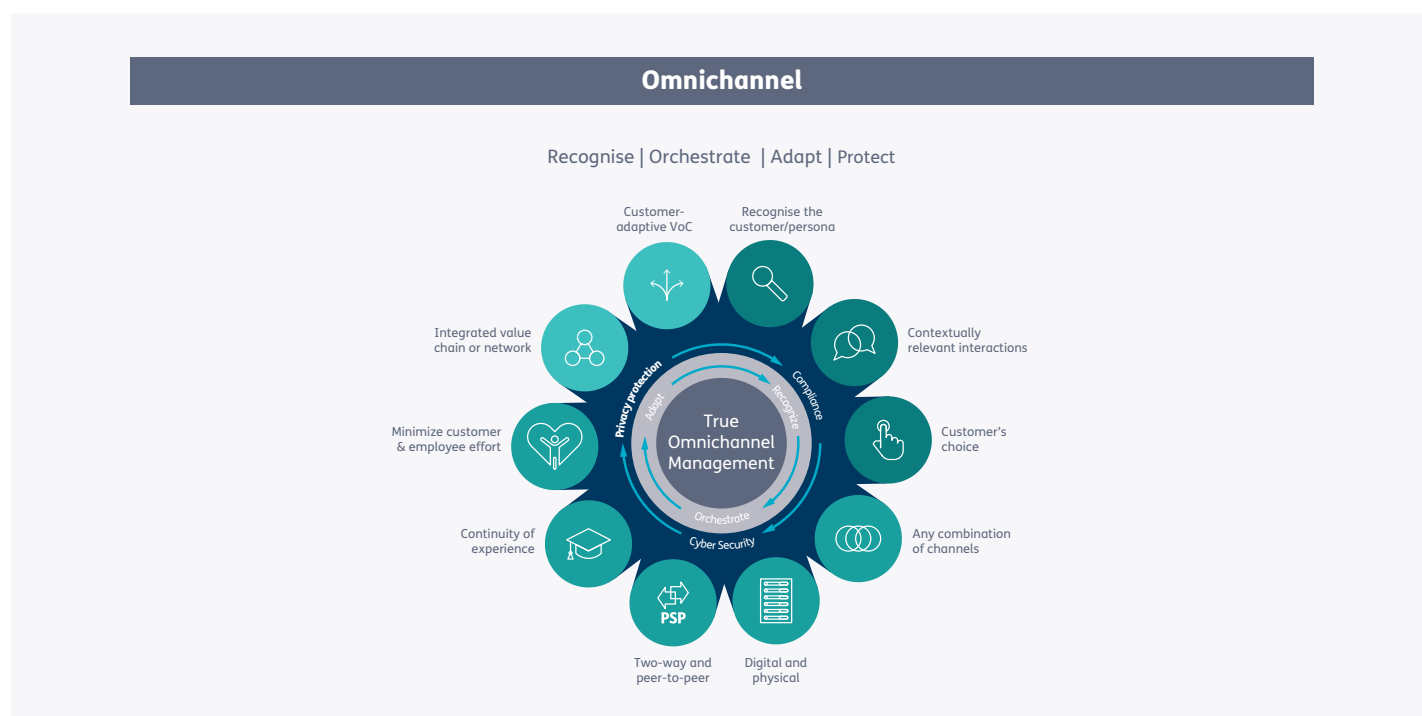 Omnichannel
Recognise | Orchestrate | Adapt | Protect
Customer-
adaptive VoC
Recognise the
customer/persona
Integrated value
chain or network
Contextually
relevant interactions
Minimize customer
& employee effort
Customer's
choice
Continuity of
experience
Any combination
of channels
Two-way and
peer-to-peer
Digital and
physical
PSP
Privacy protection
Compliance
Cyber Security
Adapt
Recognize
Orchestrate
True
Omnichannel
Management